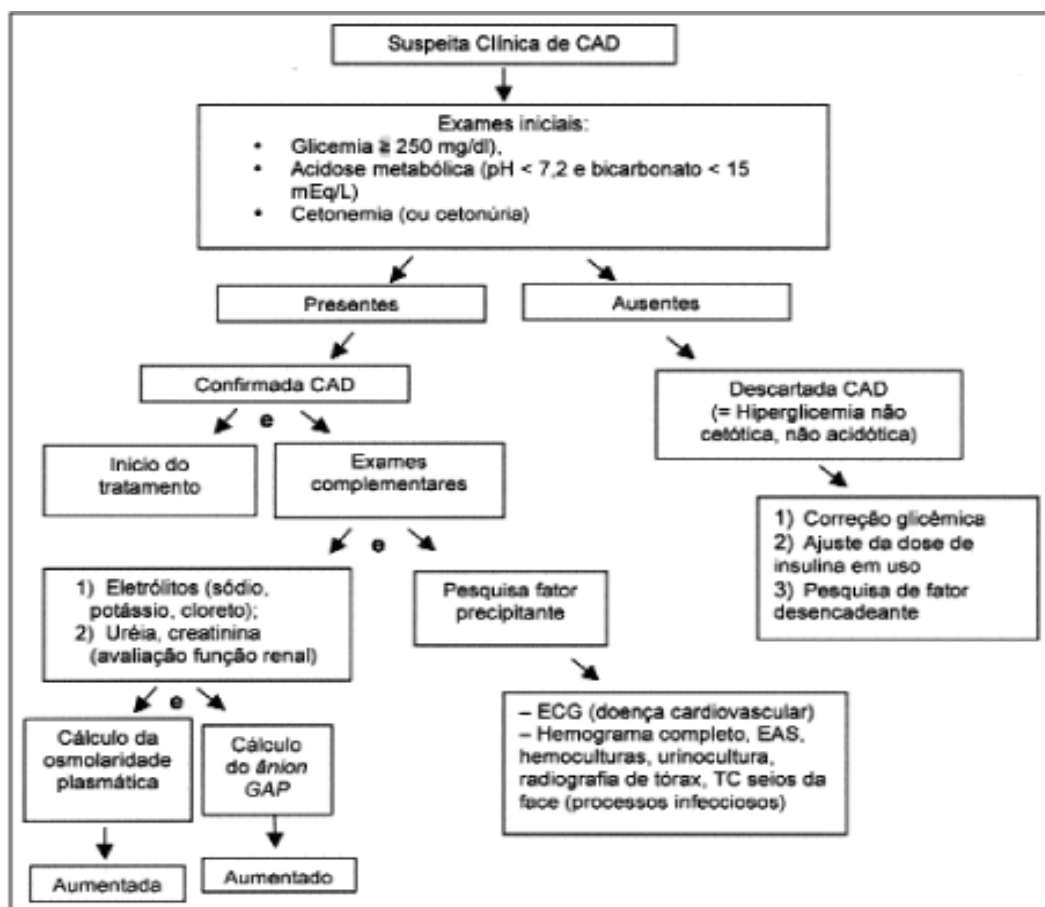 Suspeita Clínica de CAD
Exames iniciais:
• Glicemia ≥ 250 mg/dl),
• Acidose metabólica (pH < 7,2 e bicarbonato < 15
mEq/L)
• Cetonemia (ou cetonúria)
Presentes
Ausentes
Confirmada CAD
Descartada CAD
(= Hiperglicemia não
cetótica, não acidótica)
e
Inicio do
tratamento
Exames
complementares
1) Correção glicêmica
2) Ajuste da dose de
insulina em uso
3) Pesquisa de fator
desencadeante
e
1) Eletrólitos (sódio,
potássio, cloreto);
2) Uréia, creatinina
(avaliação função renal)
Pesquisa fator
precipitante
e
Cálculo da
osmolaridade
plasmática
Cálculo
do ânion
GAP
– ECG (doença cardiovascular)
– Hemograma completo, EAS,
hemoculturas, urinocultura,
radiografia de tórax, TC seios da
face (processos infecciosos)
Aumentada
Aumentado